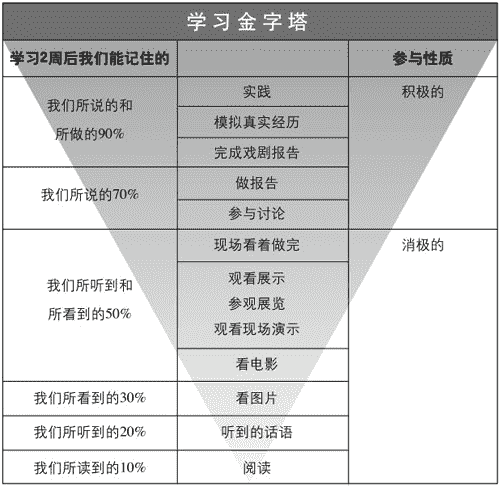 学习金字塔
学习2周后我们能记住的
参与性质
我们所说的和
所做的90%
实践
模拟真实经历
完成戏剧报告
积极的
我们所说的70%
做报告
参与讨论
我们所听到和
所看到的50%
现场看着做完
观看展示
参观展览
观看现场演示
看电影
消极的
我们所看到的30%
看图片
我们所听到的20%
听到的话语
我们所读到的10%
阅读